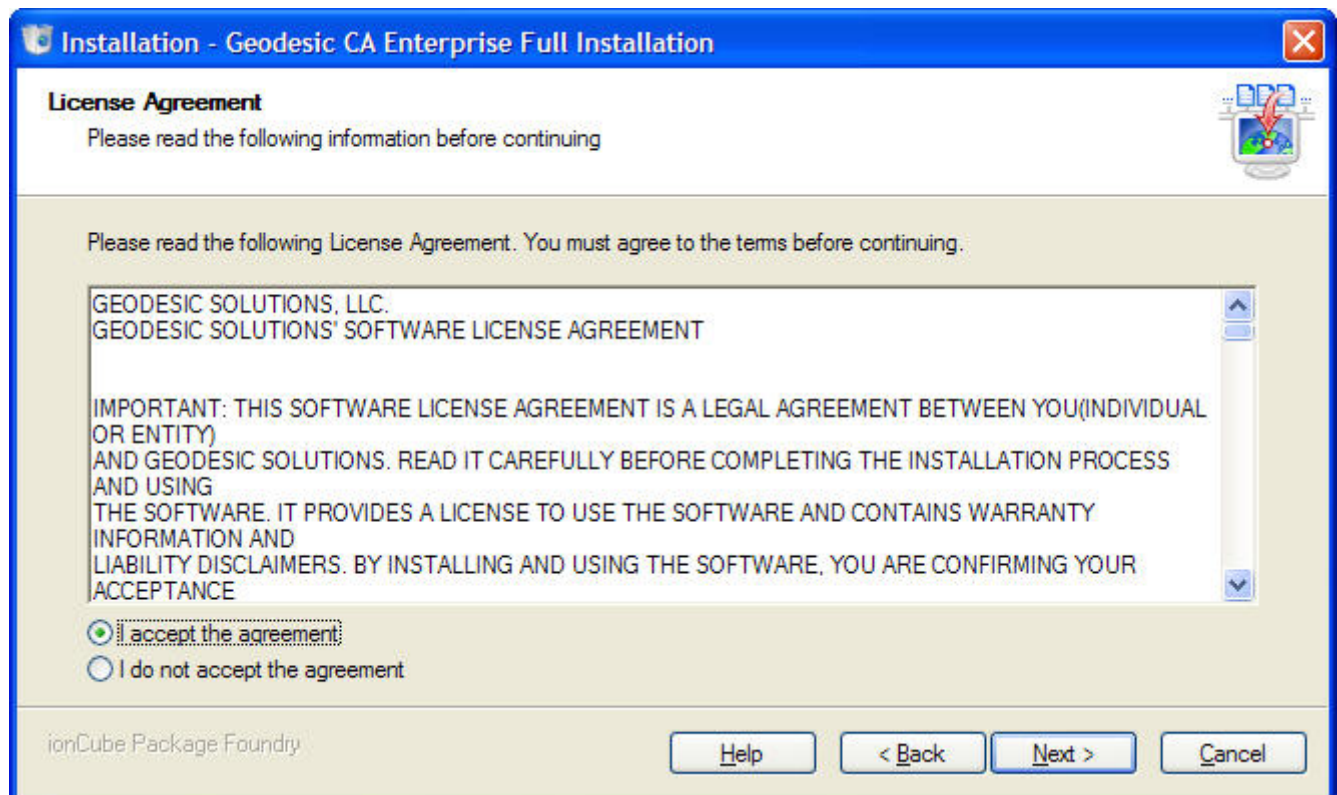 Installation - Geodesic CA Enterprise Full Installation
License Agreement
Please read the following information before continuing
Please read the following License Agreement. You must agree to the terms before continuing.
GEODESIC SOLUTIONS, LLC.
GEODESIC SOLUTIONS' SOFTWARE LICENSE AGREEMENT
IMPORTANT: THIS SOFTWARE LICENSE AGREEMENT IS A LEGAL AGREEMENT BETWEEN YOU(INDIVIDUAL
OR ENTITY)
AND GEODESIC SOLUTIONS. READ IT CAREFULLY BEFORE COMPLETING THE INSTALLATION PROCESS
AND USING
THE SOFTWARE. IT PROVIDES A LICENSE TO USE THE SOFTWARE AND CONTAINS WARRANTY
INFORMATION AND
LIABILITY DISCLAIMERS. BY INSTALLING AND USING THE SOFTWARE, YOU ARE CONFIRMING YOUR
ACCEPTANCE
I accept the agreement
I do not accept the agreement
ionCube Package Foundry
Help
< Back
Next >
Cancel